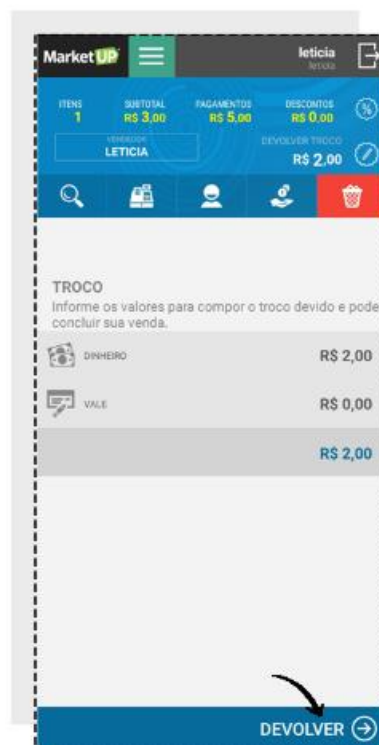 MarketUP
leticia
leticia
ITENS SUBTOTAL PAGAMENTOS DESCONTOS
1 R$ 3,00 R$ 5,00 R$ 0,00
VENDEDOR DEVOLVER TROCO
LETICIA R$ 2,00
TROCO
Informe os valores para compor o troco devido e pode
concluir sua venda.
DINHEIRO R$ 2,00
VALE R$ 0,00
R$ 2,00
DEVOLVER